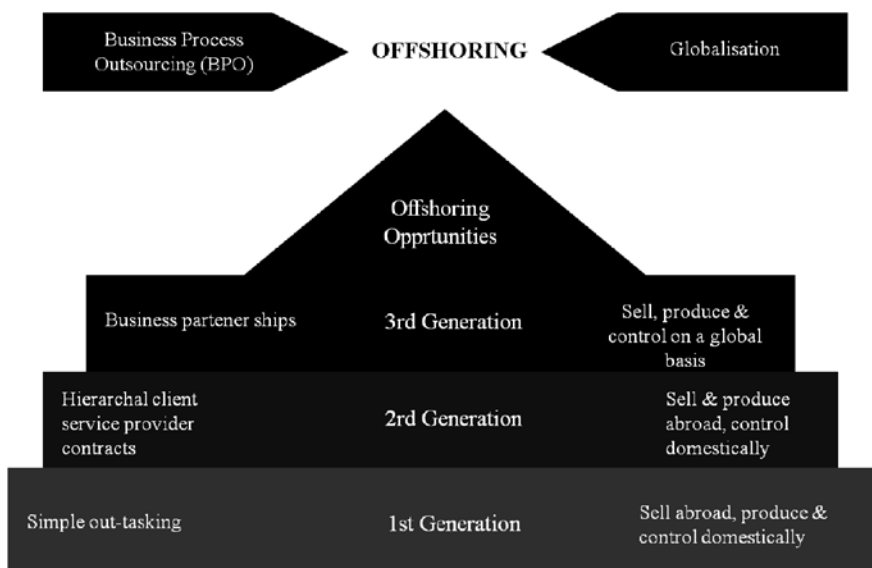 Business Process
Outsourcing (BPO)
OFFSHORING
Globalisation
Offshoring
Opprtunities
Business partener ships
3rd Generation
Sell, produce &
control on a global
basis
Hierarchal client
service provider
contracts
2rd Generation
Sell & produce
abroad, control
domestically
Simple out-tasking
1st Generation
Sell abroad, produce &
control domestically